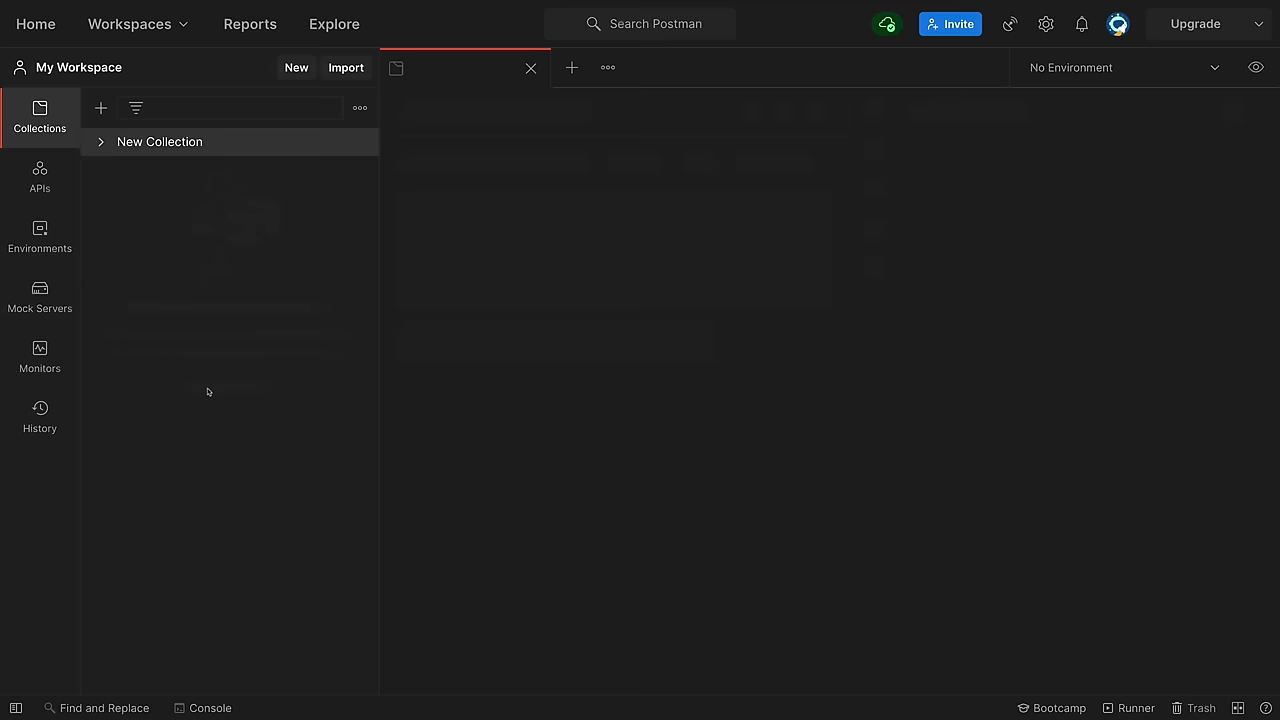 Home Workspaces Reports Explore Search Postman Invite Upgrade
My Workspace New Import No Environment
Collections
New Collection
APIs
Environments
Mock Servers
Monitors
History
Find and Replace Console Bootcamp Runner Trash